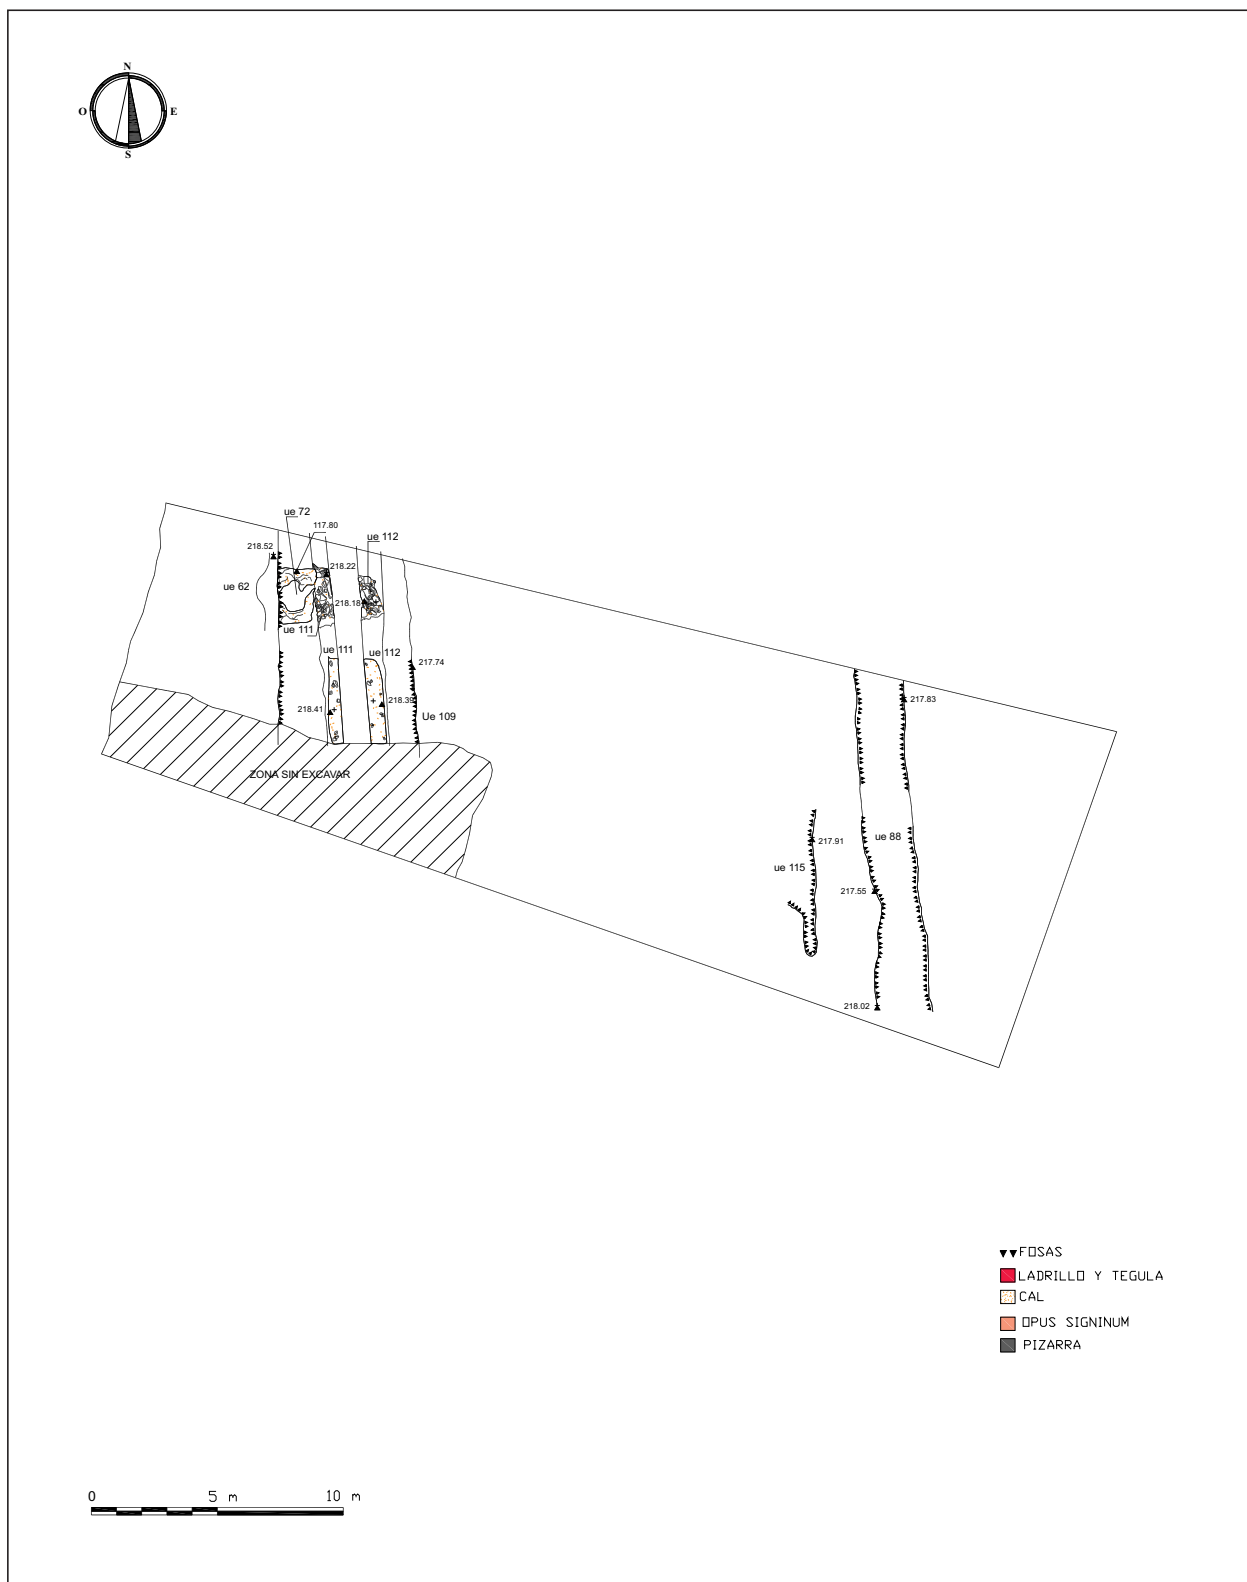 N
O E
S
ue 72
117.80
ue 112
218.52
218.22
ue 62
218.18
ue 111
ue 111 ue 112
217.74
218.41 218.39
Ue 109
ZONA SIN EXCAVAR
217.83
ue 88
217.91
ue 115
217.55
218.02
FOSAS
LADRILLO Y TEGULA
CAL
OPUS SIGNINUM
PIZARRA
0 5 m 10 m